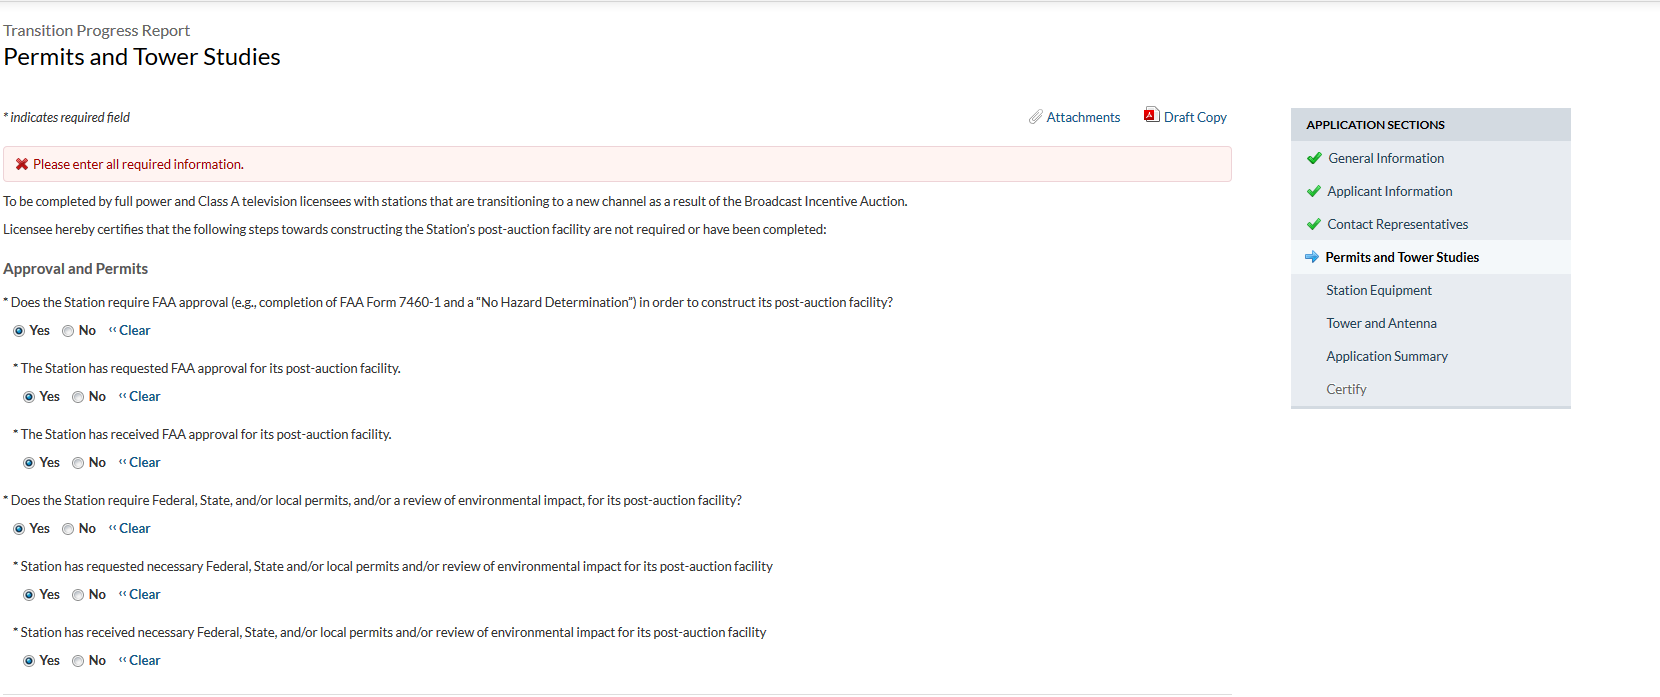 Transition Progress Report
Permits and Tower Studies
* indicates required field
Attachments
Draft Copy
Please enter all required information.
To be completed by full power and Class A television licensees with stations that are transitioning to a new channel as a result of the Broadcast Incentive Auction.
Licensee hereby certifies that the following steps towards constructing the Station's post-auction facility are not required or have been completed:
Approval and Permits
* Does the Station require FAA approval (e.g., completion of FAA Form 7460-1 and a "No Hazard Determination") in order to construct its post-auction facility?
Yes No ‹‹ Clear
* The Station has requested FAA approval for its post-auction facility.
Yes No ‹‹ Clear
* The Station has received FAA approval for its post-auction facility.
Yes No ‹‹ Clear
* Does the Station require Federal, State, and/or local permits, and/or a review of environmental impact, for its post-auction facility?
Yes No ‹‹ Clear
* Station has requested necessary Federal, State and/or local permits and/or review of environmental impact for its post-auction facility
Yes No ‹‹ Clear
* Station has received necessary Federal, State, and/or local permits and/or review of environmental impact for its post-auction facility
Yes No ‹‹ Clear
APPLICATION SECTIONS
General Information
Applicant Information
Contact Representatives
Permits and Tower Studies
Station Equipment
Tower and Antenna
Application Summary
Certify